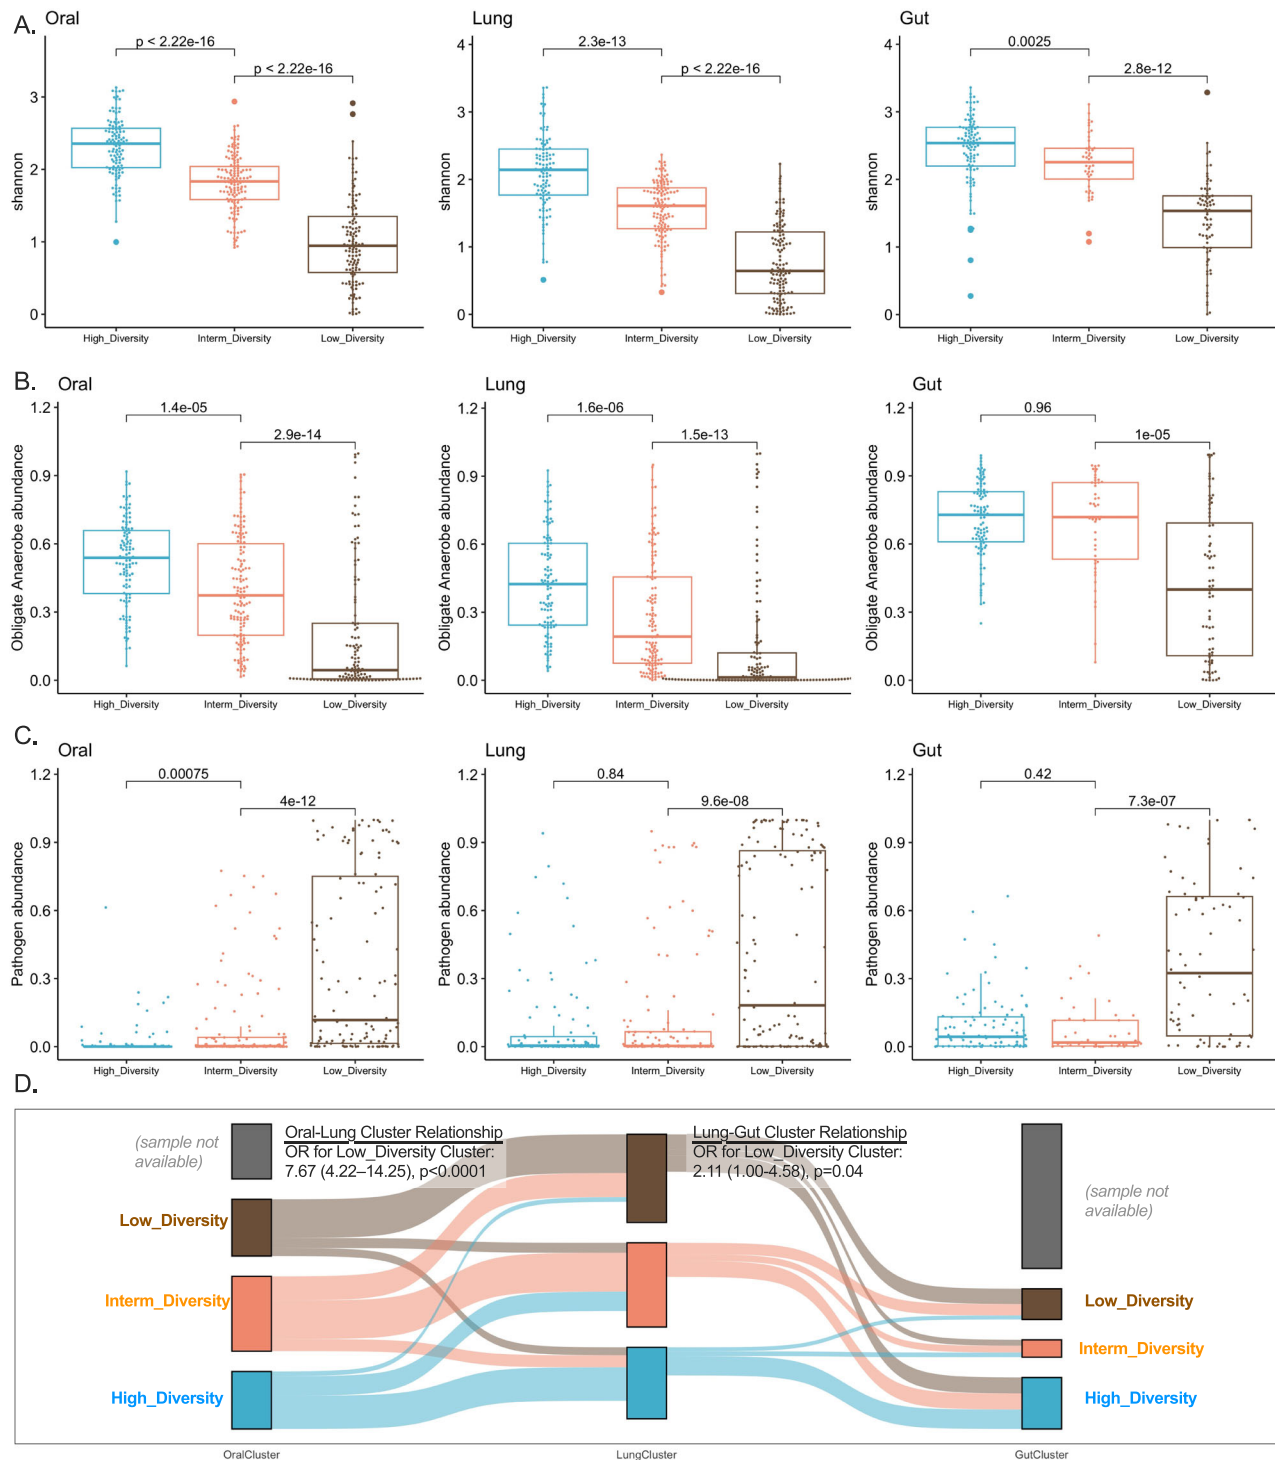 A.
Oral
p < 2.22e-16
p < 2.22e-16
shannon
3
2
1
0
High_Diversity
Interm_Diversity
Low_Diversity
Lung
2.3e-13
p < 2.22e-16
shannon
4
3
2
1
0
High_Diversity
Interm_Diversity
Low_Diversity
Gut
0.0025
2.8e-12
shannon
4
3
2
1
0
High_Diversity
Interm_Diversity
Low_Diversity
B.
Oral
1.4e-05
2.9e-14
Obligate Anaerobe abundance
1.2
0.9
0.6
0.3
0.0
High_Diversity
Interm_Diversity
Low_Diversity
Lung
1.6e-06
1.5e-13
Obligate Anaerobe abundance
1.2
0.9
0.6
0.3
0.0
High_Diversity
Interm_Diversity
Low_Diversity
Gut
0.96
1e-05
Obligate Anaerobe abundance
1.2
0.9
0.6
0.3
0.0
High_Diversity
Interm_Diversity
Low_Diversity
C.
Oral
0.00075
4e-12
Pathogen abundance
1.2
0.9
0.6
0.3
0.0
High_Diversity
Interm_Diversity
Low_Diversity
Lung
0.84
9.6e-08
Pathogen abundance
1.2
0.9
0.6
0.3
0.0
High_Diversity
Interm_Diversity
Low_Diversity
Gut
0.42
7.3e-07
Pathogen abundance
1.2
0.9
0.6
0.3
0.0
High_Diversity
Interm_Diversity
Low_Diversity
D.
(sample not
available)
Low_Diversity
Interm_Diversity
High_Diversity
Oral-Lung Cluster Relationship
OR for Low_Diversity Cluster:
7.67 (4.22–14.25), p<0.0001
Lung-Gut Cluster Relationship
OR for Low_Diversity Cluster:
2.11 (1.00-4.58), p=0.04
(sample not
available)
Low_Diversity
Interm_Diversity
High_Diversity
OralCluster
LungCluster
GutCluster